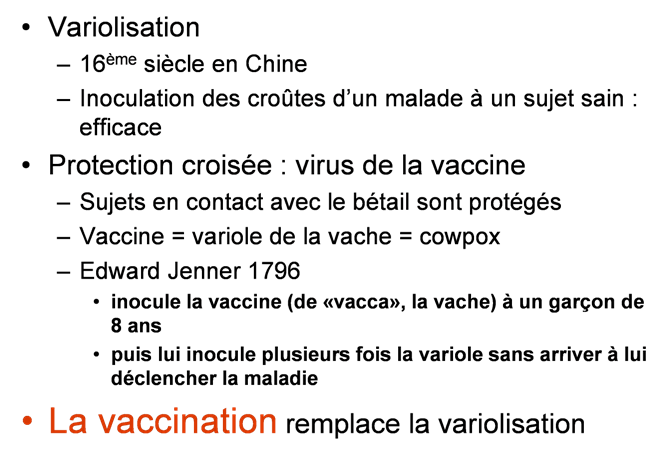 • Variolisation
– 16ème siècle en Chine
– Inoculation des croûtes d'un malade à un sujet sain :
efficace
• Protection croisée : virus de la vaccine
– Sujets en contact avec le bétail sont protégés
– Vaccine = variole de la vache = cowpox
– Edward Jenner 1796
• inocule la vaccine (de «vacca», la vache) à un garçon de
8 ans
• puis lui inocule plusieurs fois la variole sans arriver à lui
déclencher la maladie
• La vaccination remplace la variolisation